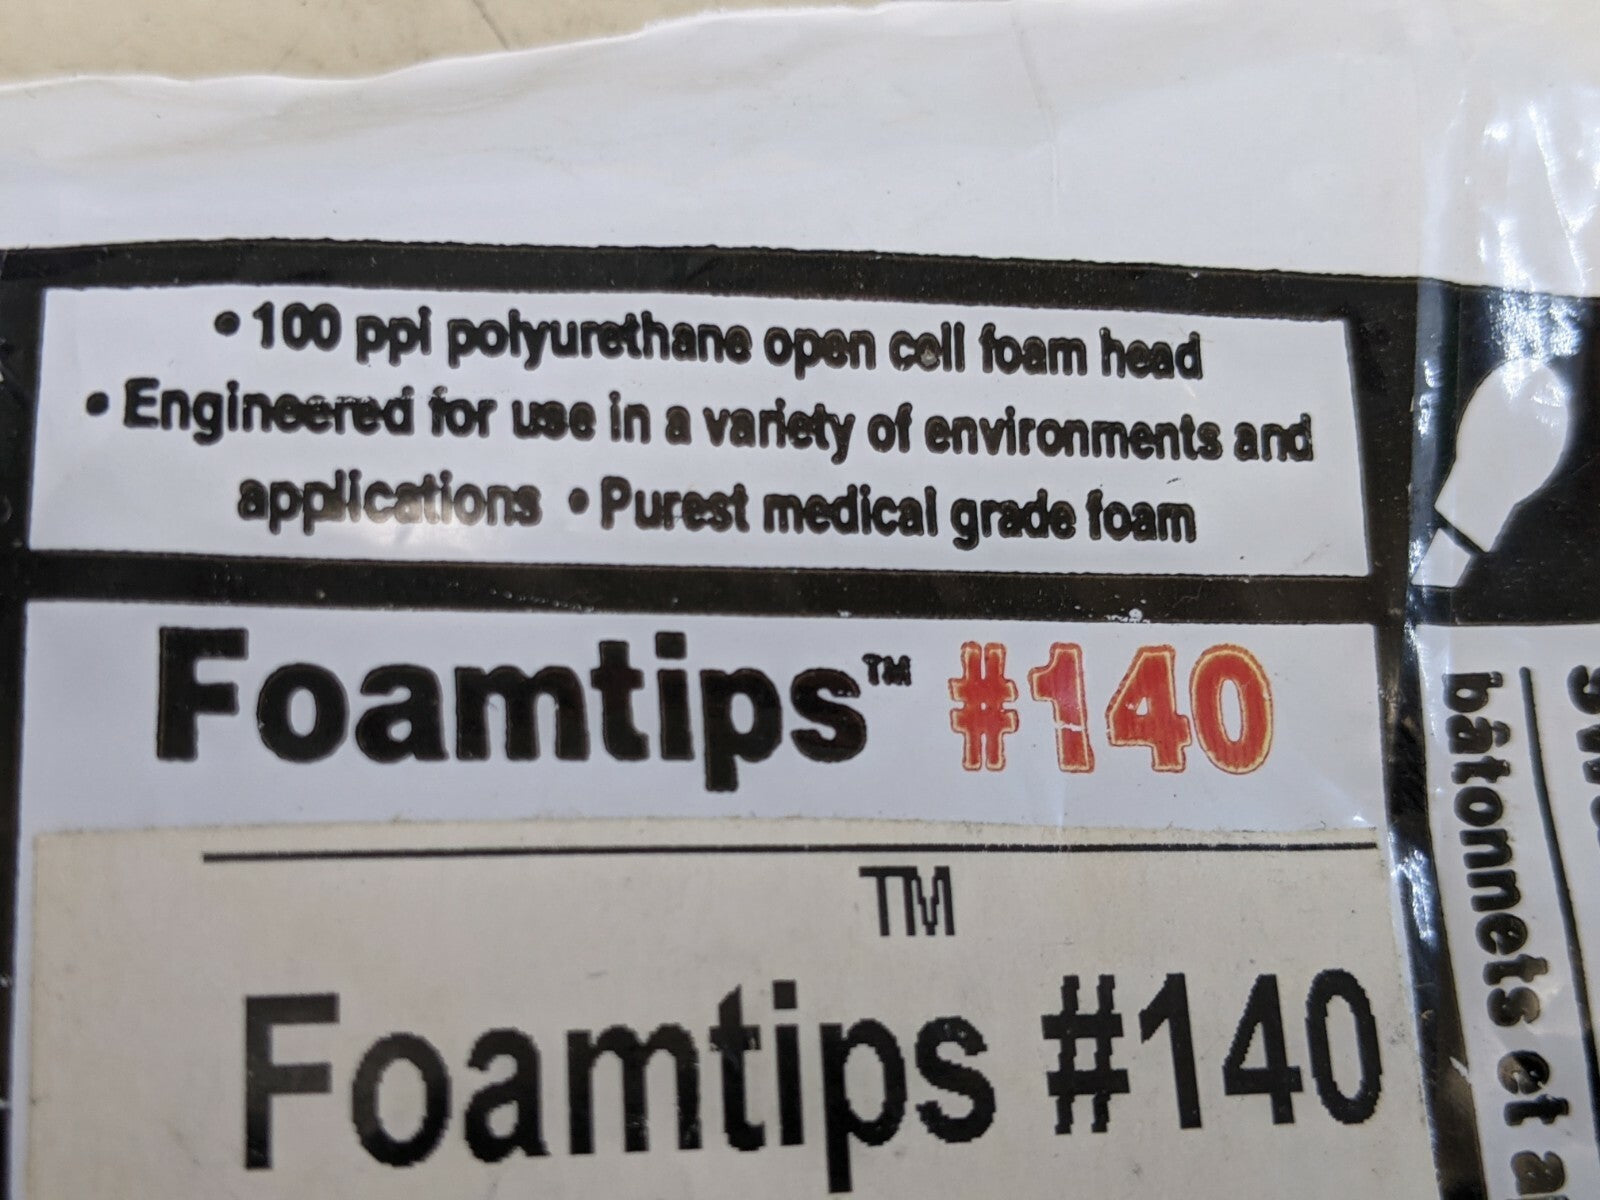 • 100 ppi polyurethane open cell foam head
• Engineered for use in a variety of environments and
applications • Purest medical grade foam
Foamtips™ #140
TM
Foamtips #140
bâtonnets et